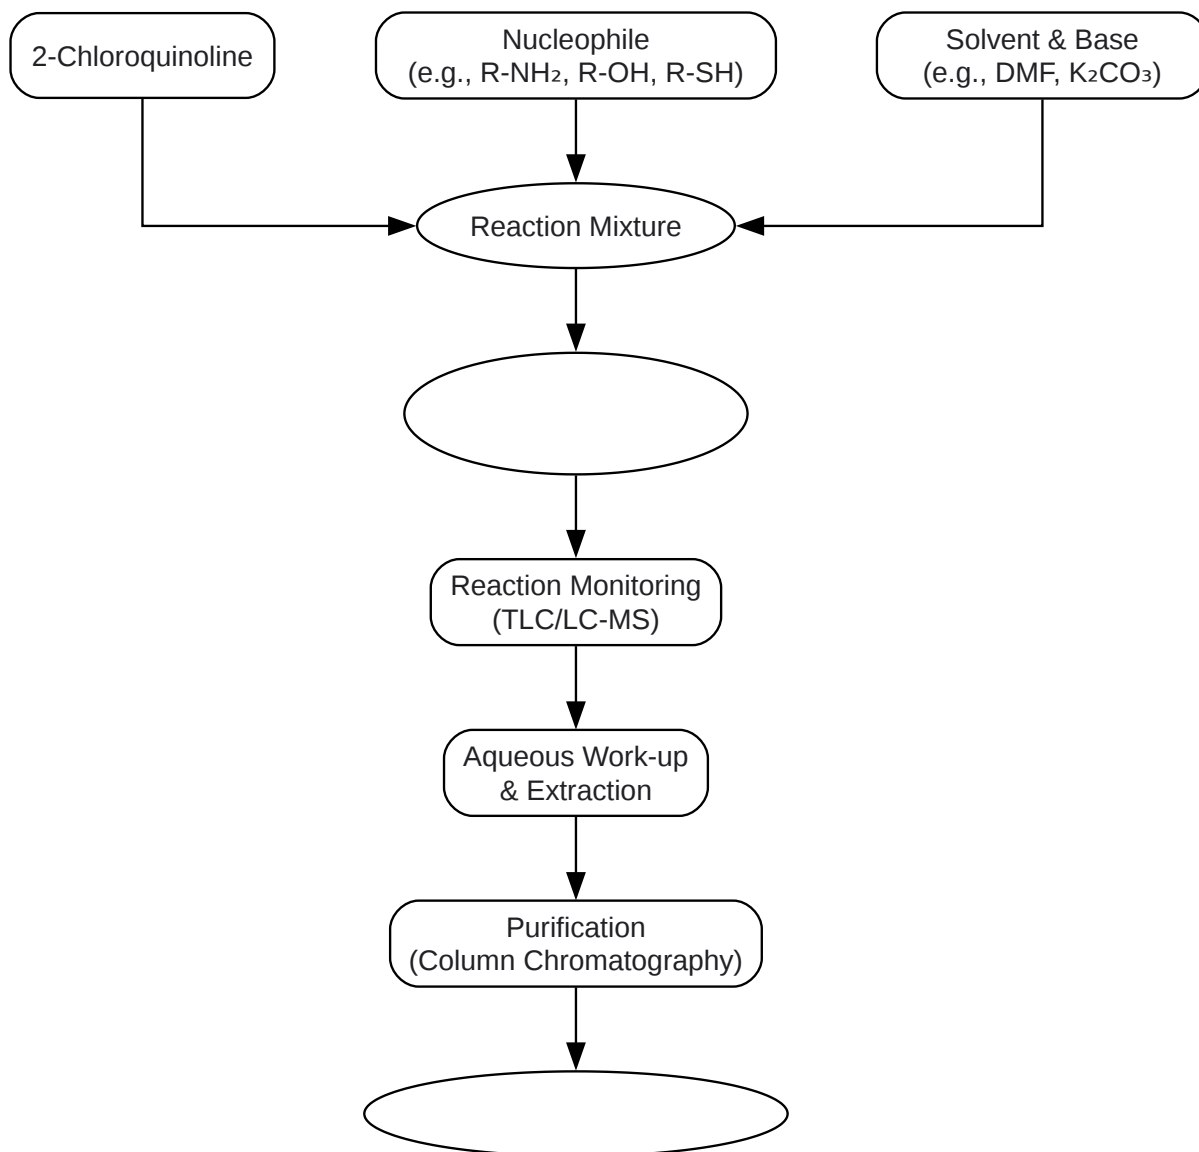 2-Chloroquinoline
Nucleophile
(e.g., R-NH₂, R-OH, R-SH)
Solvent & Base
(e.g., DMF, K₂CO₃)
Reaction Mixture
Reaction Monitoring
(TLC/LC-MS)
Aqueous Work-up
& Extraction
Purification
(Column Chromatography)